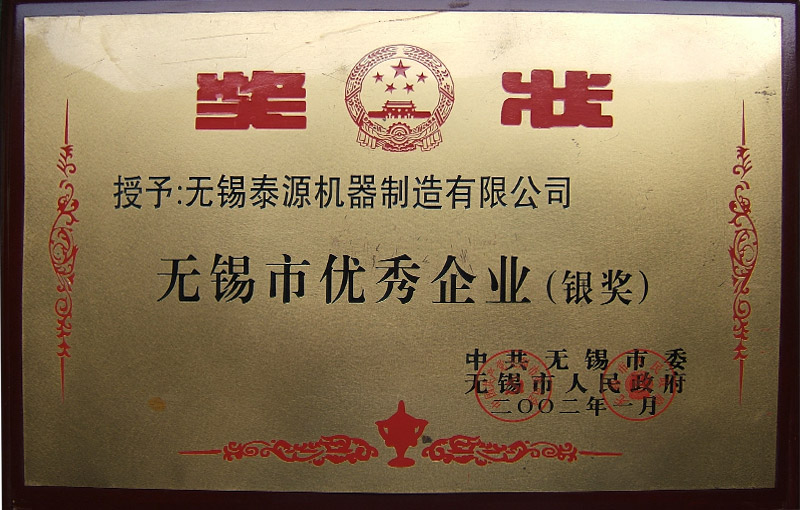 奖 状
授予:无锡泰源机器制造有限公司
无锡市优秀企业(银奖)
中共无锡市委
无锡市人民政府
二〇〇二年一月